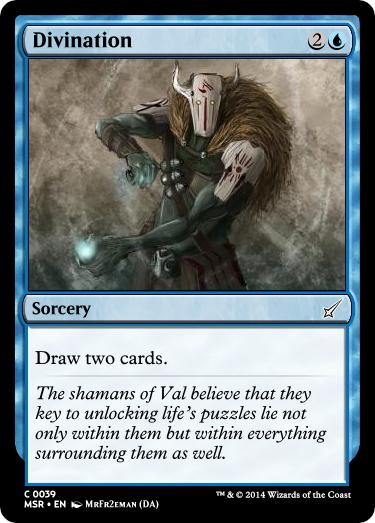 Divination 2
Sorcery
Draw two cards.
The shamans of Val believe that they
key to unlocking life's puzzles lie not
only within them but within everything
surrounding them as well.
C 0039
MSR • EN MrFr2eman (DA)
™ & © 2014 Wizards of the Coast